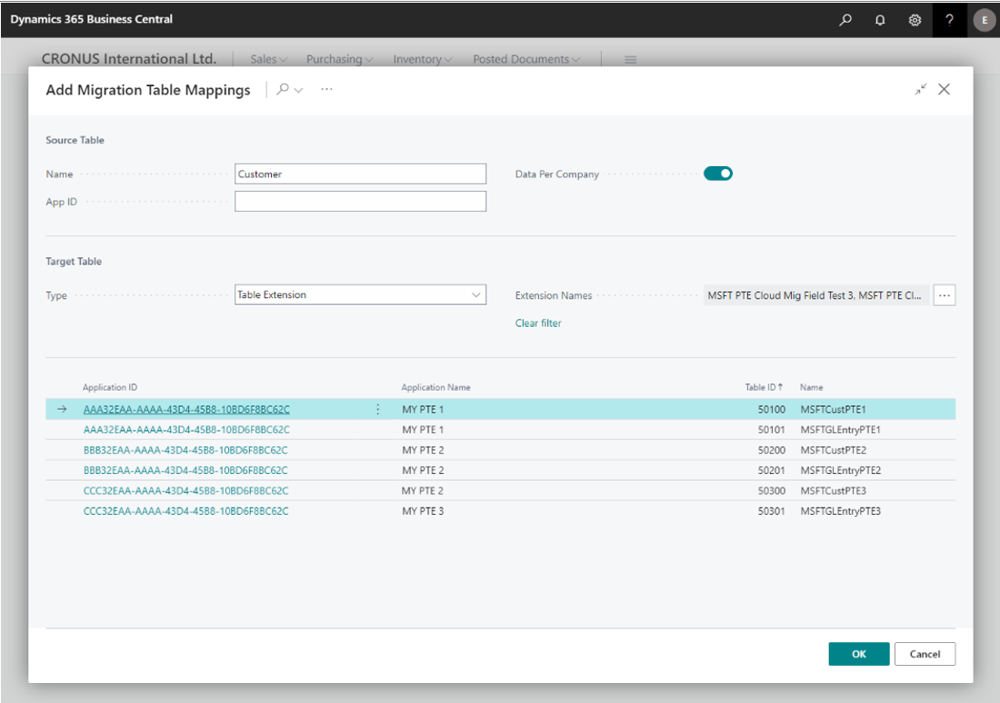 Dynamics 365 Business Central
? E
CRONUS International Ltd. Sales Purchasing Inventory Posted Documents
Add Migration Table Mappings
Source Table
Name Customer Data Per Company
App ID
Target Table
Type Table Extension Extension Names MSFT PTE Cloud Mig Field Test 3, MSFT PTE Cl...
Clear filter
Application ID Application Name Table ID Name
AAA32EAA-AAAA-43D4-45B8-10BD6F8BC62C MY PTE 1 50100 MSFTCustPTE1
AAA32EAA-AAAA-43D4-45B8-10BD6F8BC62C MY PTE 1 50101 MSFTGLEntryPTE1
BBB32EAA-AAAA-43D4-45B8-10BD6F8BC62C MY PTE 2 50200 MSFTCustPTE2
BBB32EAA-AAAA-43D4-45B8-10BD6F8BC62C MY PTE 2 50201 MSFTGLEntryPTE2
CCC32EAA-AAAA-43D4-45B8-10BD6F8BC62C MY PTE 2 50300 MSFTCustPTE3
CCC32EAA-AAAA-43D4-45B8-10BD6F8BC62C MY PTE 3 50301 MSFTGLEntryPTE3
OK Cancel